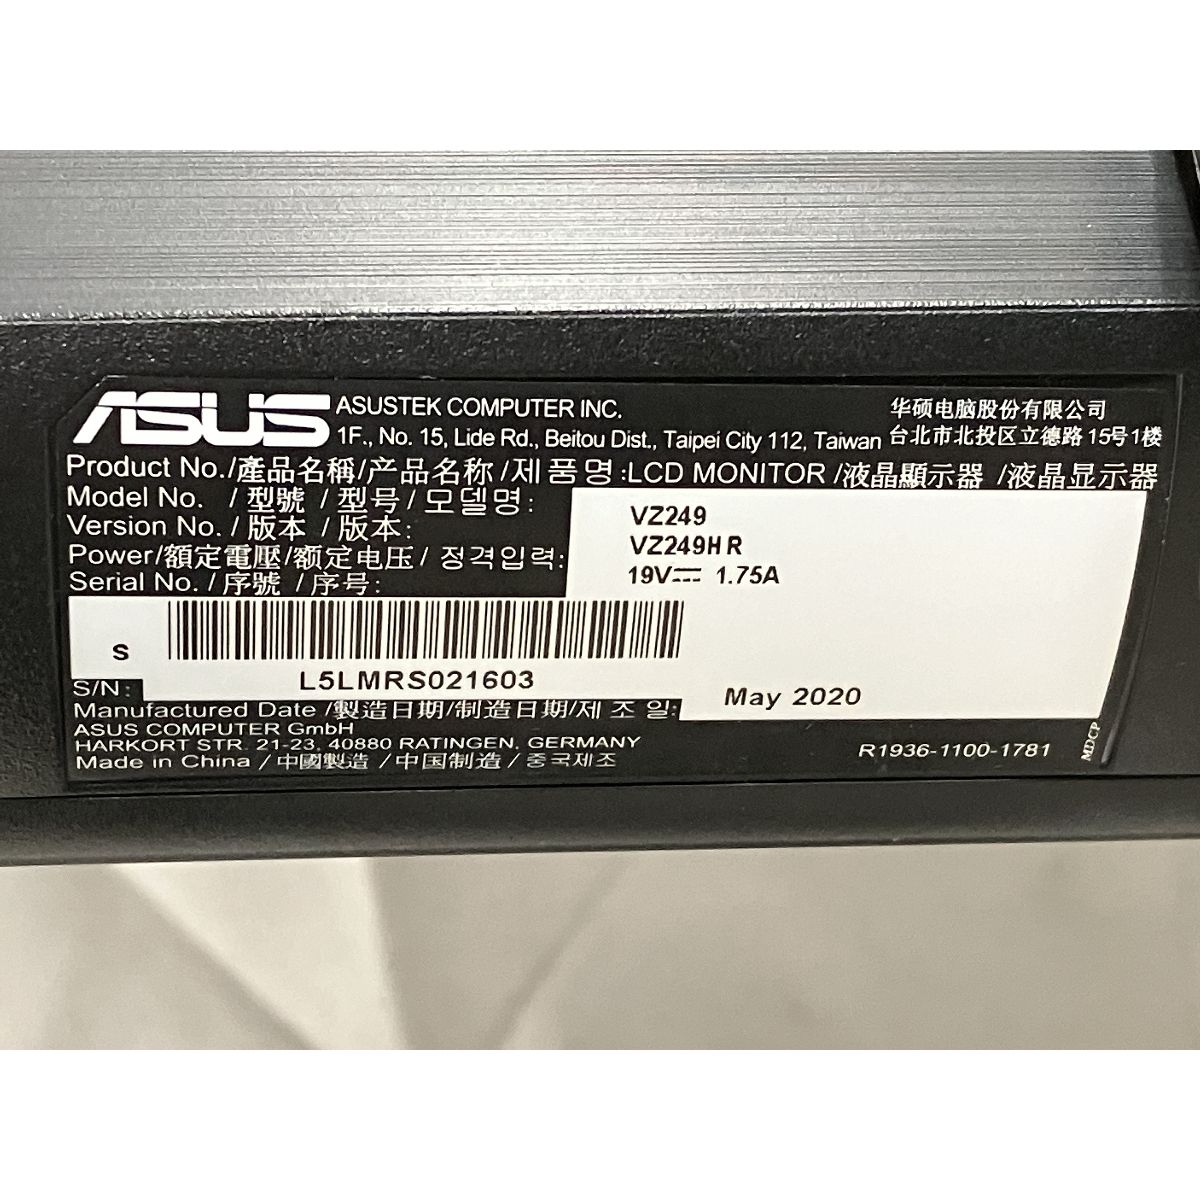 ASUS ASUSTEK COMPUTER INC. 华硕电脑股份有限公司
1F., No. 15, Lide Rd., Beitou Dist., Taipei City 112, Taiwan 台北市北投区立德路 15号1楼
Product No./產品名稱/产品名称/제품명:LCD MONITOR /液晶顯示器 /液晶显示器
Model No. / 型號 / 型号 / 모델명: VZ249
Version No. / 版本 / 版本: VZ249HR
Power/額定電壓/额定电压/ 정격입력: 19V⎓ 1.75A
Serial No. / 序號 / 序号:
S
L5LMRS021603
S/N:
Manufactured Date /製造日期/制造日期/제 조 일: May 2020
ASUS COMPUTER GmbH
HARKORT STR. 21-23, 40880 RATINGEN, GERMANY
R1936-1100-1781
MDCP
Made in China / 中國製造 / 中国制造 / 중국제조